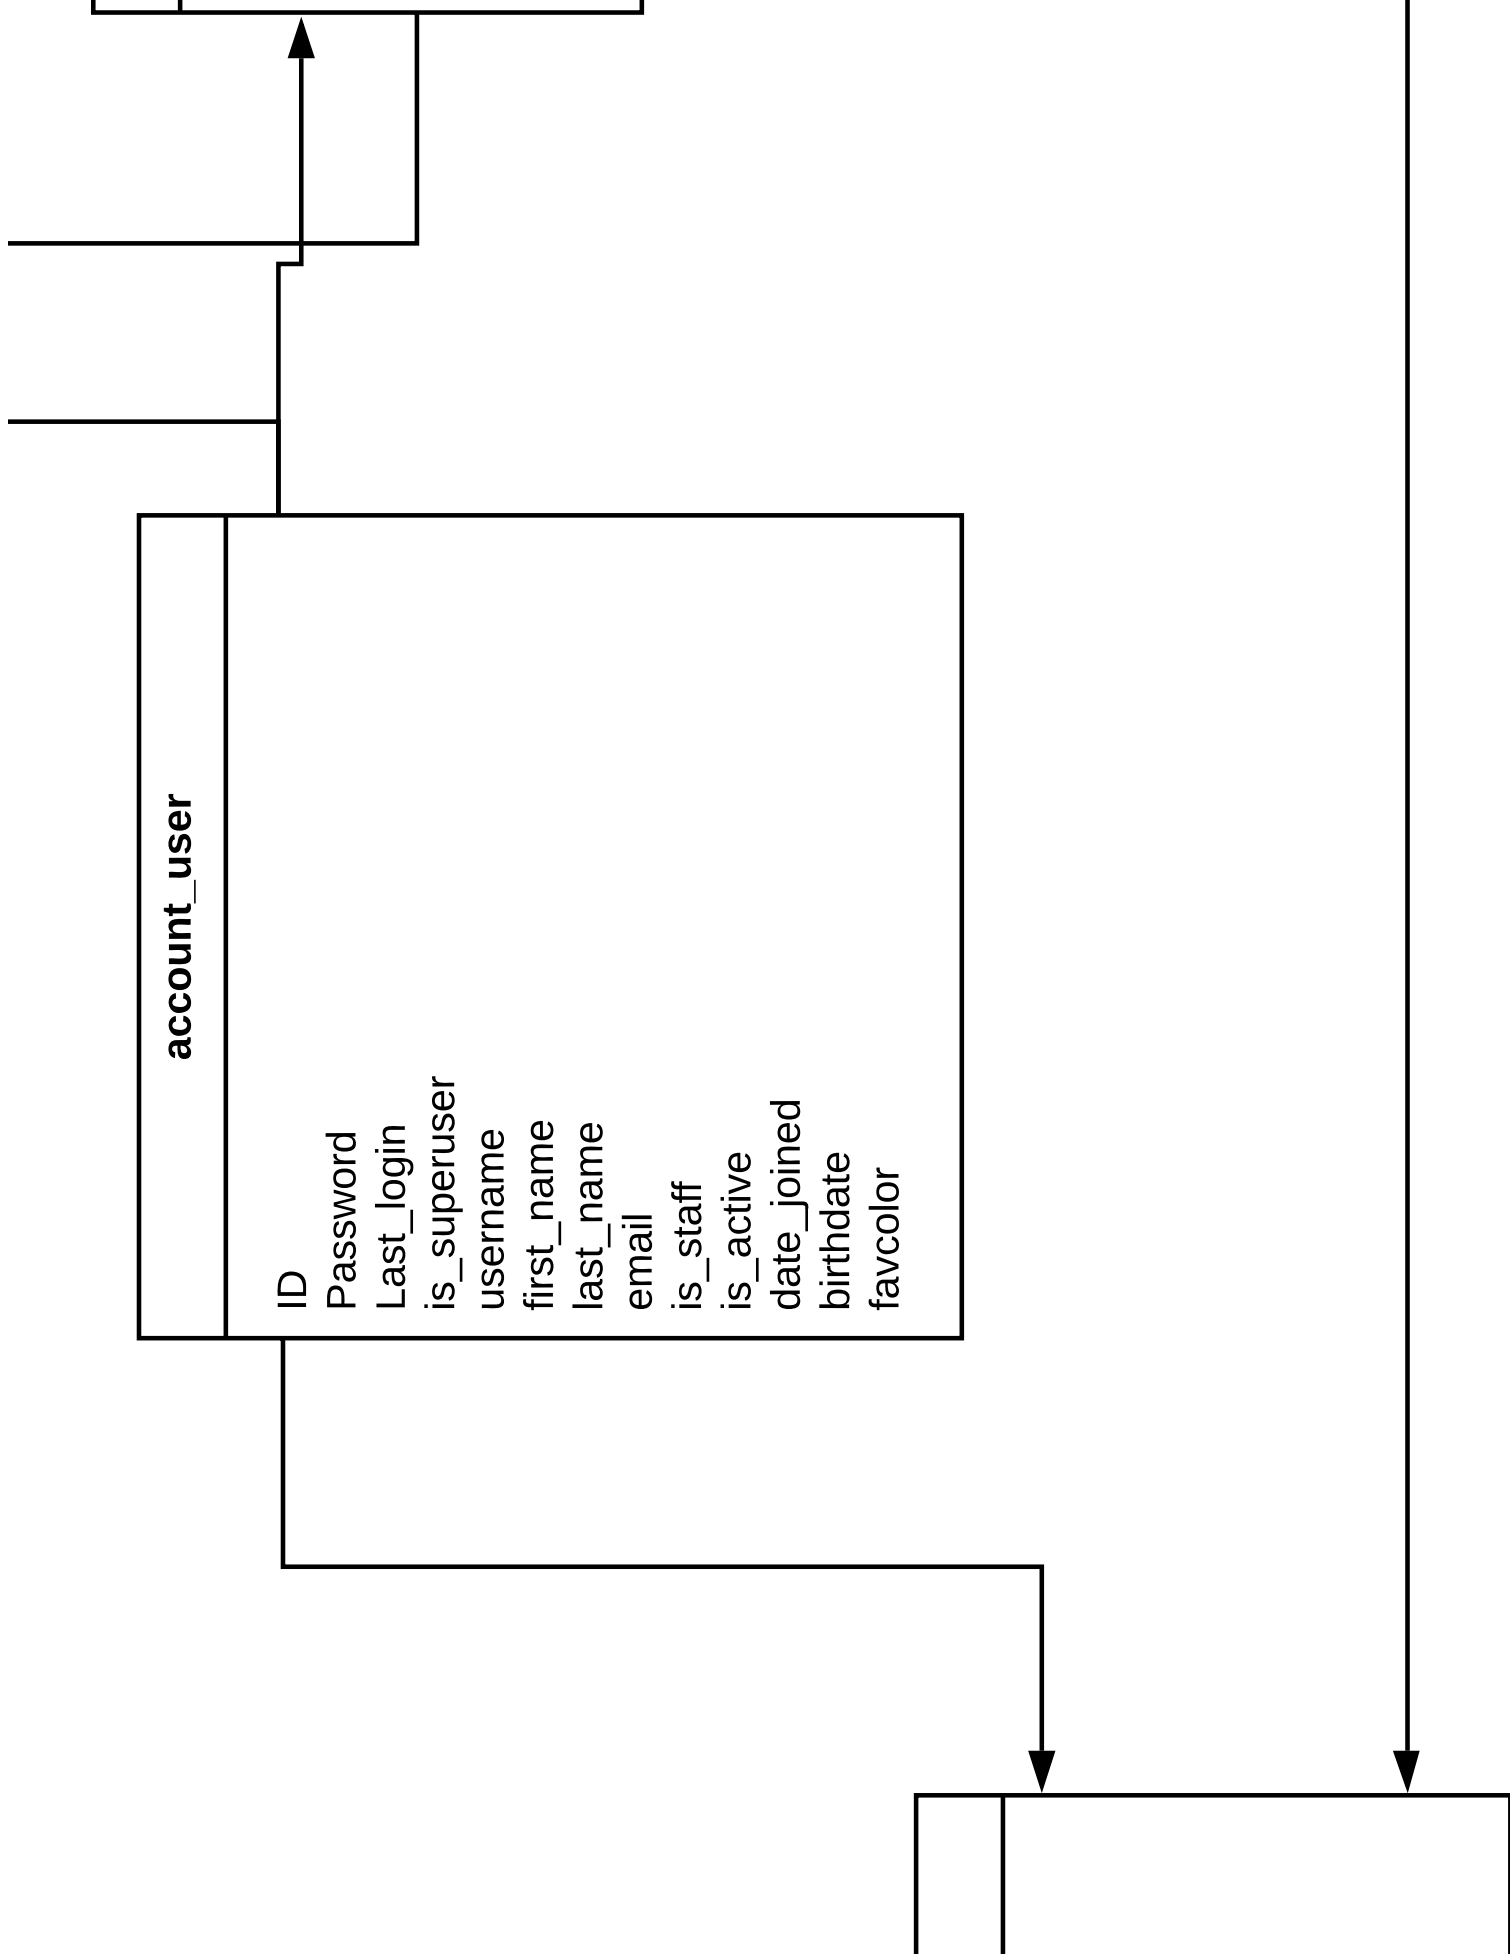 account_user
ID
Password
Last_login
is_superuser
username
first_name
last_name
email
is_staff
is_active
date_joined
birthdate
favcolor